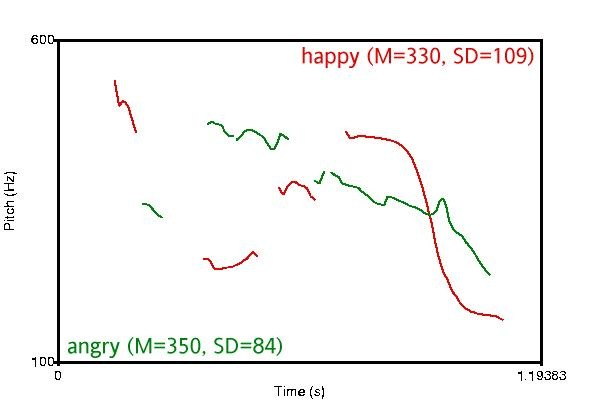 600
happy (M=330, SD=109)
Pitch (Hz)
angry (M=350, SD=84)
100
0
1.19383
Time (s)